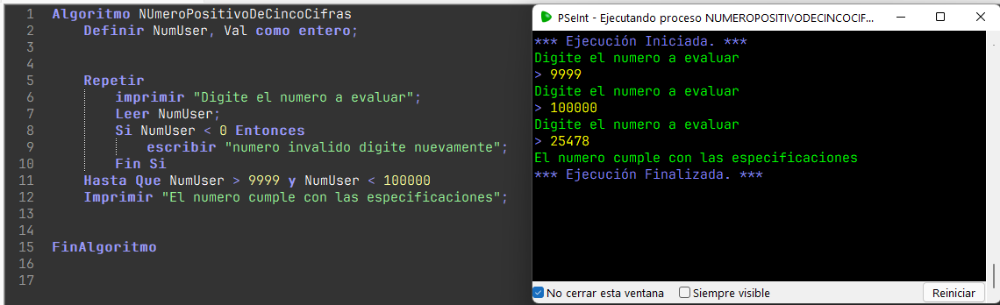 1 Algoritmo NUmeroPositivoDeCincoCifras
2 Definir NumUser, Val como entero;
3
4
5 Repetir
6 imprimir "Digite el numero a evaluar";
7 Leer NumUser;
8 Si NumUser < 0 Entonces
9 escribir "numero invalido digite nuevamente";
10 Fin Si
11 Hasta Que NumUser > 9999 y NumUser < 100000
12 Imprimir "El numero cumple con las especificaciones";
13
14
15 FinAlgoritmo
16
17
PSeInt - Ejecutando proceso NUMEROPOSITIVODECINCOCIF...
*** Ejecución Iniciada. ***
Digite el numero a evaluar
> 9999
Digite el numero a evaluar
> 100000
Digite el numero a evaluar
> 25478
El numero cumple con las especificaciones
*** Ejecución Finalizada. ***
No cerrar esta ventana Siempre visible Reiniciar